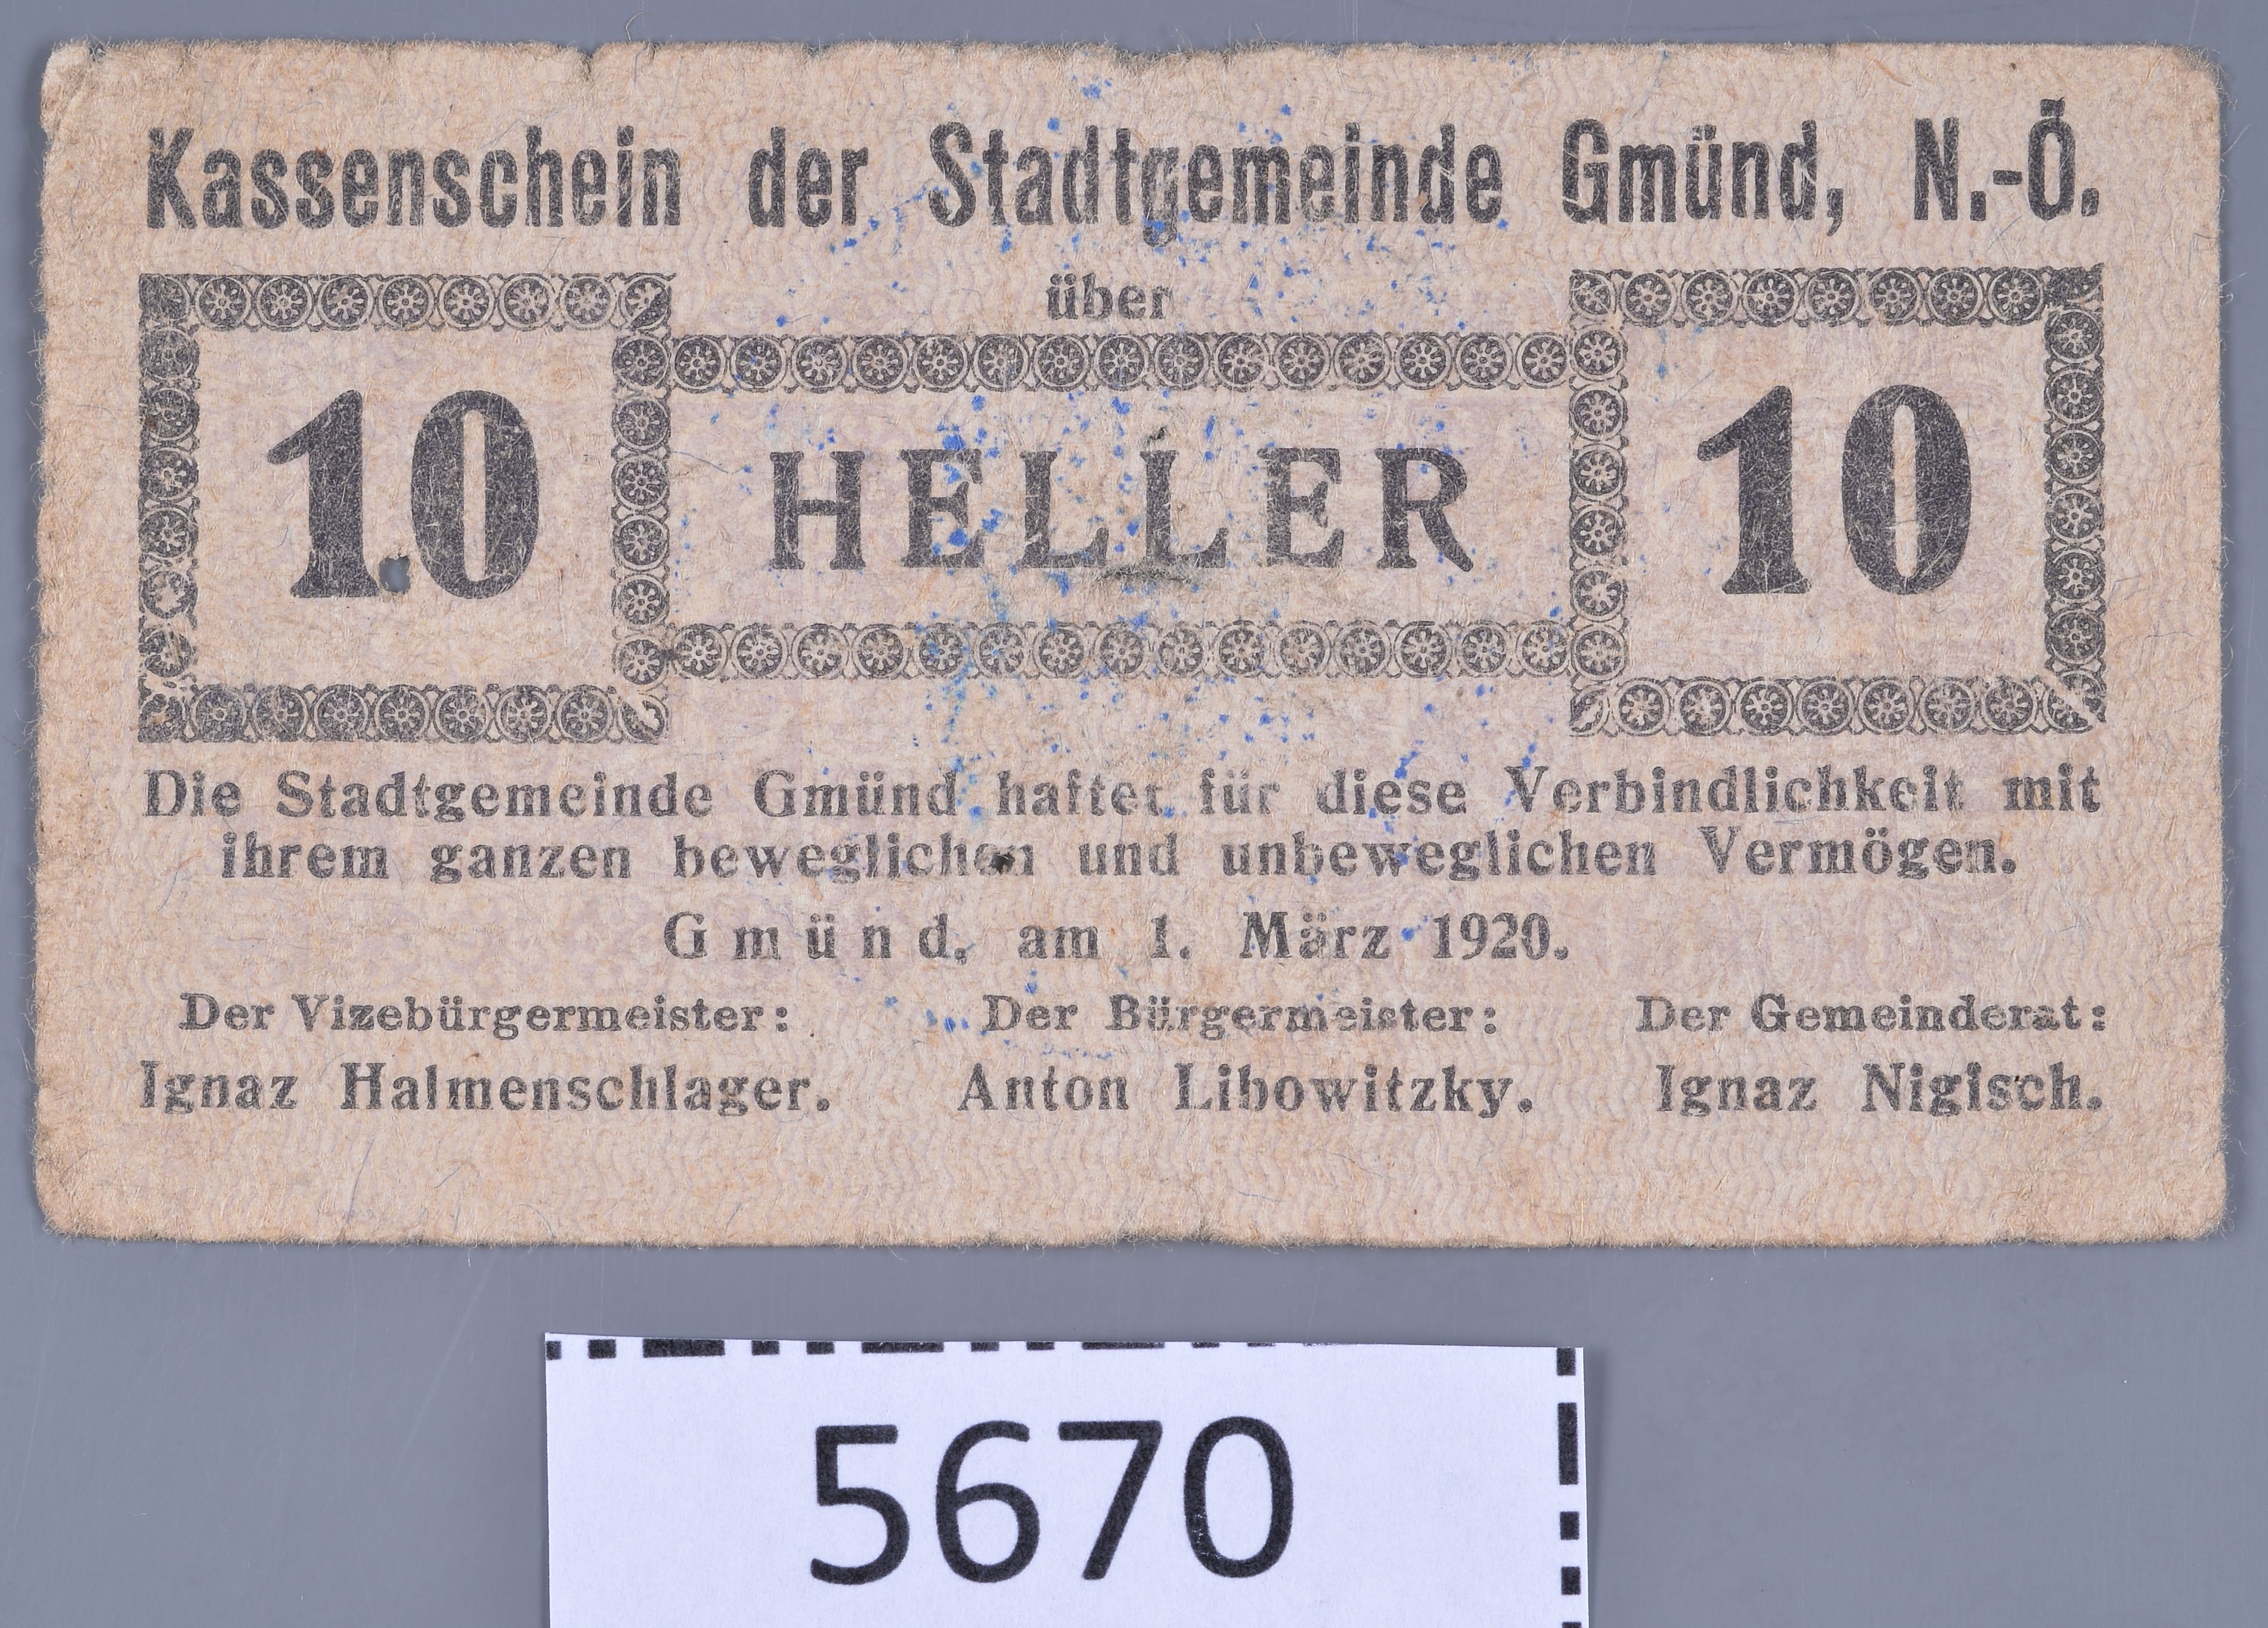 Kassenschein der Stadtgemeinde Gmünd, N.-Ö.
über
10 HELLER 10
Die Stadtgemeinde Gmünd haftet für diese Verbindlichkeit mit
ihrem ganzen beweglichen und unbeweglichen Vermögen.
Gmünd, am 1. März 1920.
Der Vizebürgermeister: Der Bürgermeister: Der Gemeinderat:
Ignaz Halmenschlager. Anton Libowitzky. Ignaz Nigisch.
5670